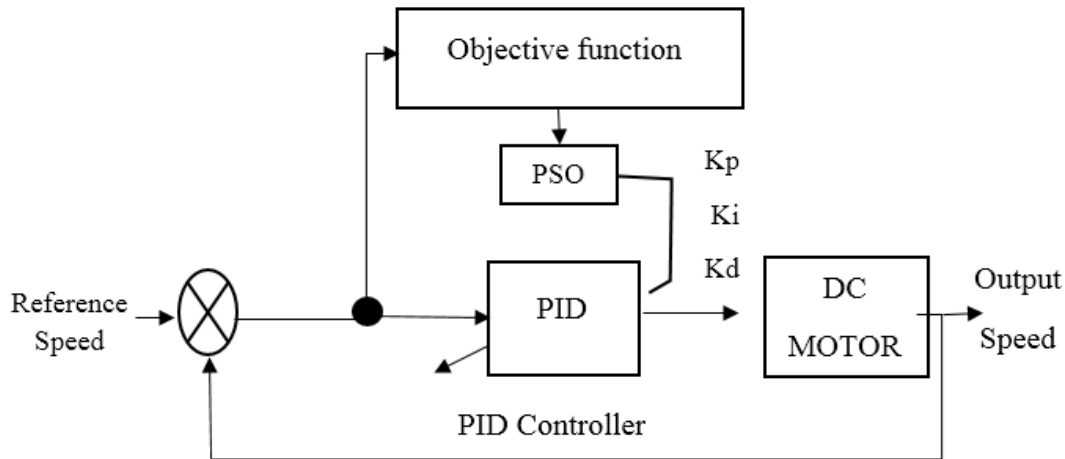 Objective function
PSO
Kp
Ki
Kd
Reference
Speed
PID
DC
MOTOR
Output
Speed
PID Controller